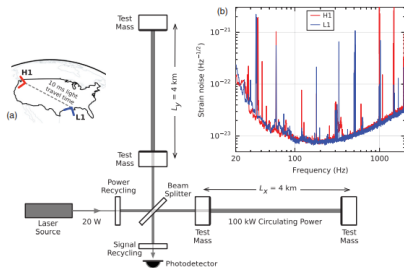 (b)
H1
L1
10⁻²¹
10⁻²²
10⁻²³
Strain noise (Hz⁻¹/²)
20
100
1000
Frequency (Hz)
Test
Mass
H1
10 ms light
travel time
L1
(a)
L_y = 4 km
Test
Mass
Power
Recycling
Beam
Splitter
L_x = 4 km
Laser
Source
20 W
100 kW Circulating Power
Test
Mass
Test
Mass
Signal
Recycling
Photodetector